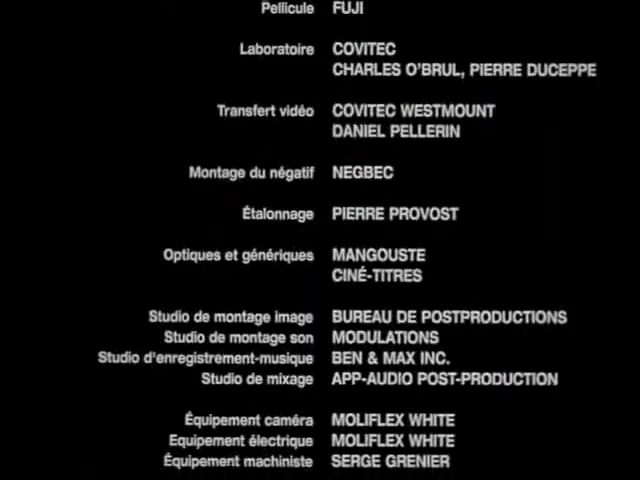 Pellicule FUJI
Laboratoire COVITEC
CHARLES O'BRUL, PIERRE DUCEPPE
Transfert vidéo COVITEC WESTMOUNT
DANIEL PELLERIN
Montage du négatif NEGBEC
Étalonnage PIERRE PROVOST
Optiques et génériques MANGOUSTE
CINÉ-TITRES
Studio de montage image BUREAU DE POSTPRODUCTIONS
Studio de montage son MODULATIONS
Studio d'enregistrement-musique BEN & MAX INC.
Studio de mixage APP-AUDIO POST-PRODUCTION
Équipement caméra MOLIFLEX WHITE
Equipement électrique MOLIFLEX WHITE
Équipement machiniste SERGE GRENIER